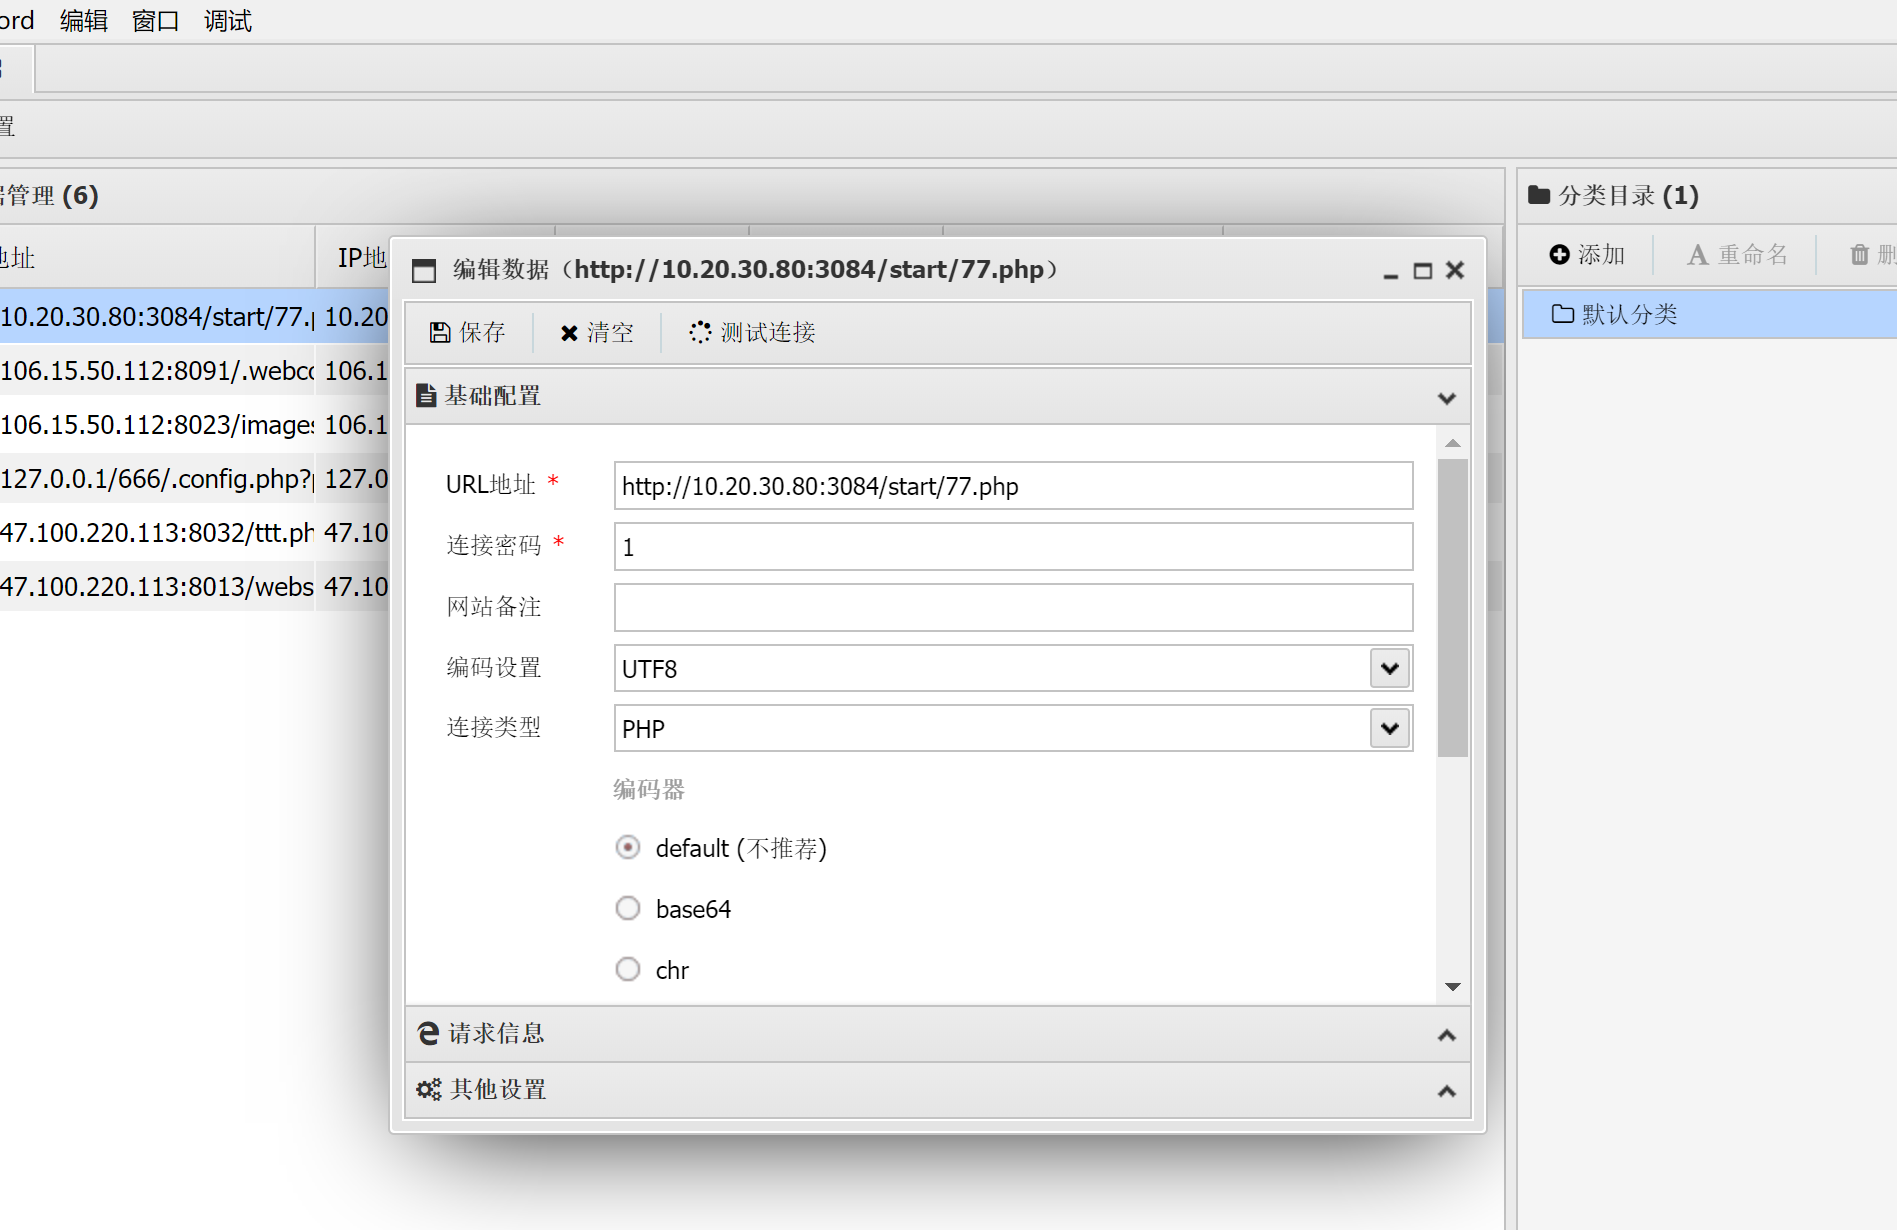 ord 编辑 窗口 调试
置
管理 (6)
地址 IP地
10.20.30.80:3084/start/77.p 10.20
106.15.50.112:8091/.webco 106.1
106.15.50.112:8023/images 106.1
127.0.0.1/666/.config.php?p 127.0
47.100.220.113:8032/ttt.ph 47.10
47.100.220.113:8013/webs 47.10
编辑数据（http://10.20.30.80:3084/start/77.php）
保存 清空 测试连接
基础配置
URL地址 * http://10.20.30.80:3084/start/77.php
连接密码 * 1
网站备注
编码设置 UTF8
连接类型 PHP
编码器
default (不推荐)
base64
chr
请求信息
其他设置
分类目录 (1)
添加 重命名 删
默认分类